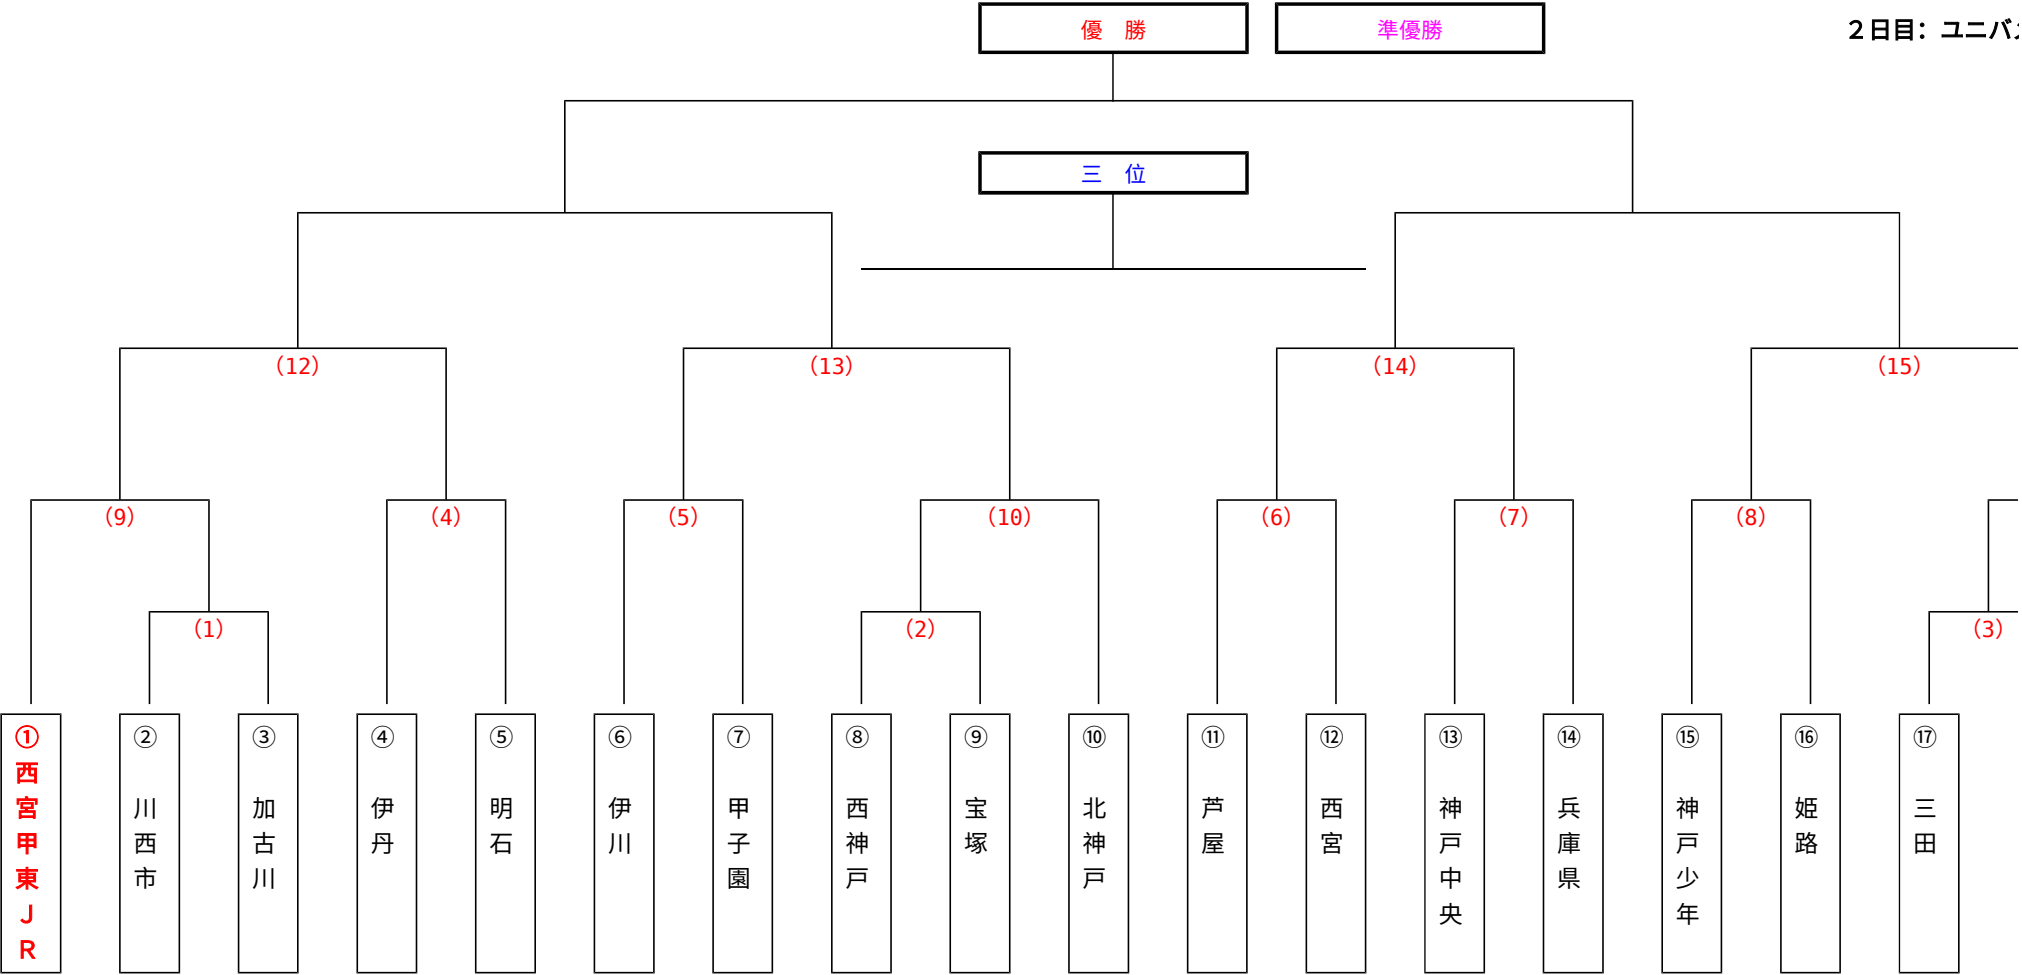 優　勝
準優勝
２日目：ユニバ
三　位
（12）
（13）
（14）
（15）
（9）
（4）
（5）
（10）
（6）
（7）
（8）
（1）
（2）
（3）
①西宮甲東ＪＲ
②　川西市
③　加古川
④　伊丹
⑤　明石
⑥　伊川
⑦　甲子園
⑧　西神戸
⑨　宝塚
⑩　北神戸
⑪　芦屋
⑫　西宮
⑬　神戸中央
⑭　兵庫県
⑮　神戸少年
⑯　姫路
⑰　三田